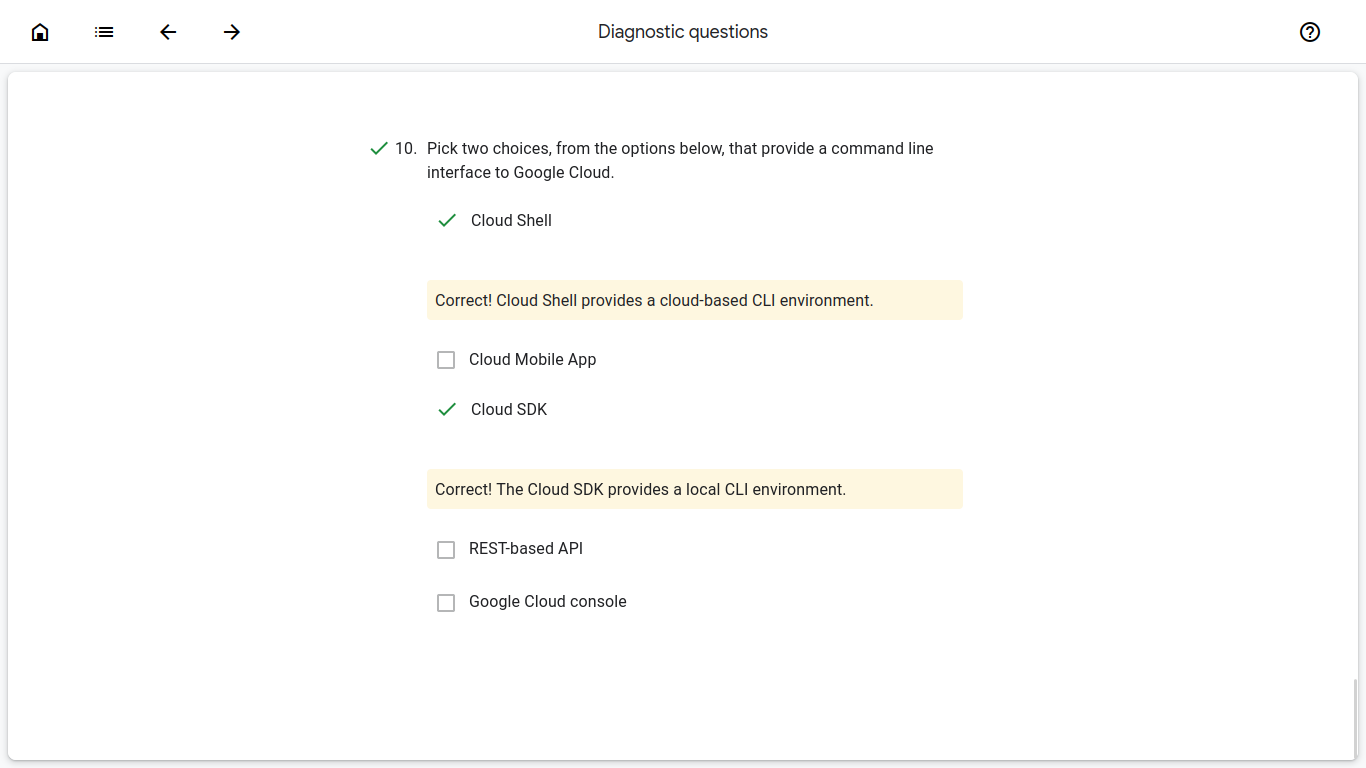 Diagnostic questions
10. Pick two choices, from the options below, that provide a command line
interface to Google Cloud.
Cloud Shell
Correct! Cloud Shell provides a cloud-based CLI environment.
Cloud Mobile App
Cloud SDK
Correct! The Cloud SDK provides a local CLI environment.
REST-based API
Google Cloud console